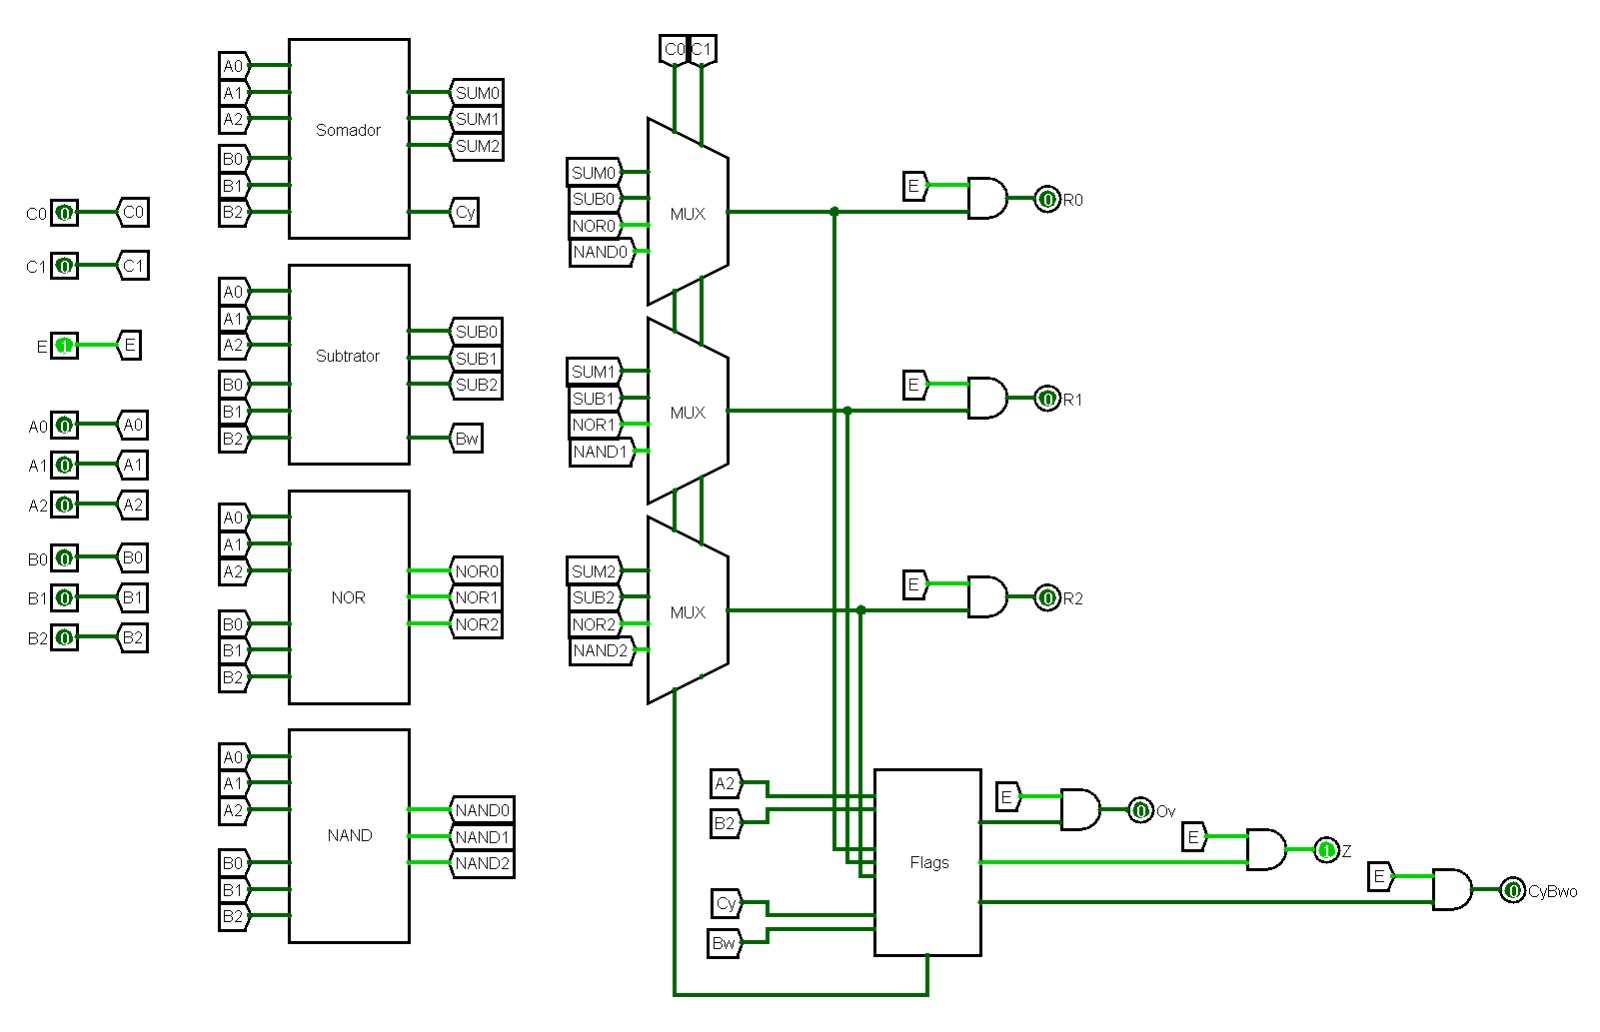 C0 0 C0
C1 0 C1
E 1 E
A0 0 A0
A1 0 A1
A2 0 A2
B0 0 B0
B1 0 B1
B2 0 B2
A0
A1
A2
B0
B1
B2
Somador
SUM0
SUM1
SUM2
Cy
A0
A1
A2
B0
B1
B2
Subtrator
SUB0
SUB1
SUB2
Bw
A0
A1
A2
B0
B1
B2
NOR
NOR0
NOR1
NOR2
A0
A1
A2
B0
B1
B2
NAND
NAND0
NAND1
NAND2
C0 C1
SUM0
SUB0
NOR0
NAND0
MUX
E
0 R0
SUM1
SUB1
NOR1
NAND1
MUX
E
0 R1
SUM2
SUB2
NOR2
NAND2
MUX
E
0 R2
A2
B2
Cy
Bw
Flags
E
0 Ov
E
1 Z
E
0 CyBwo